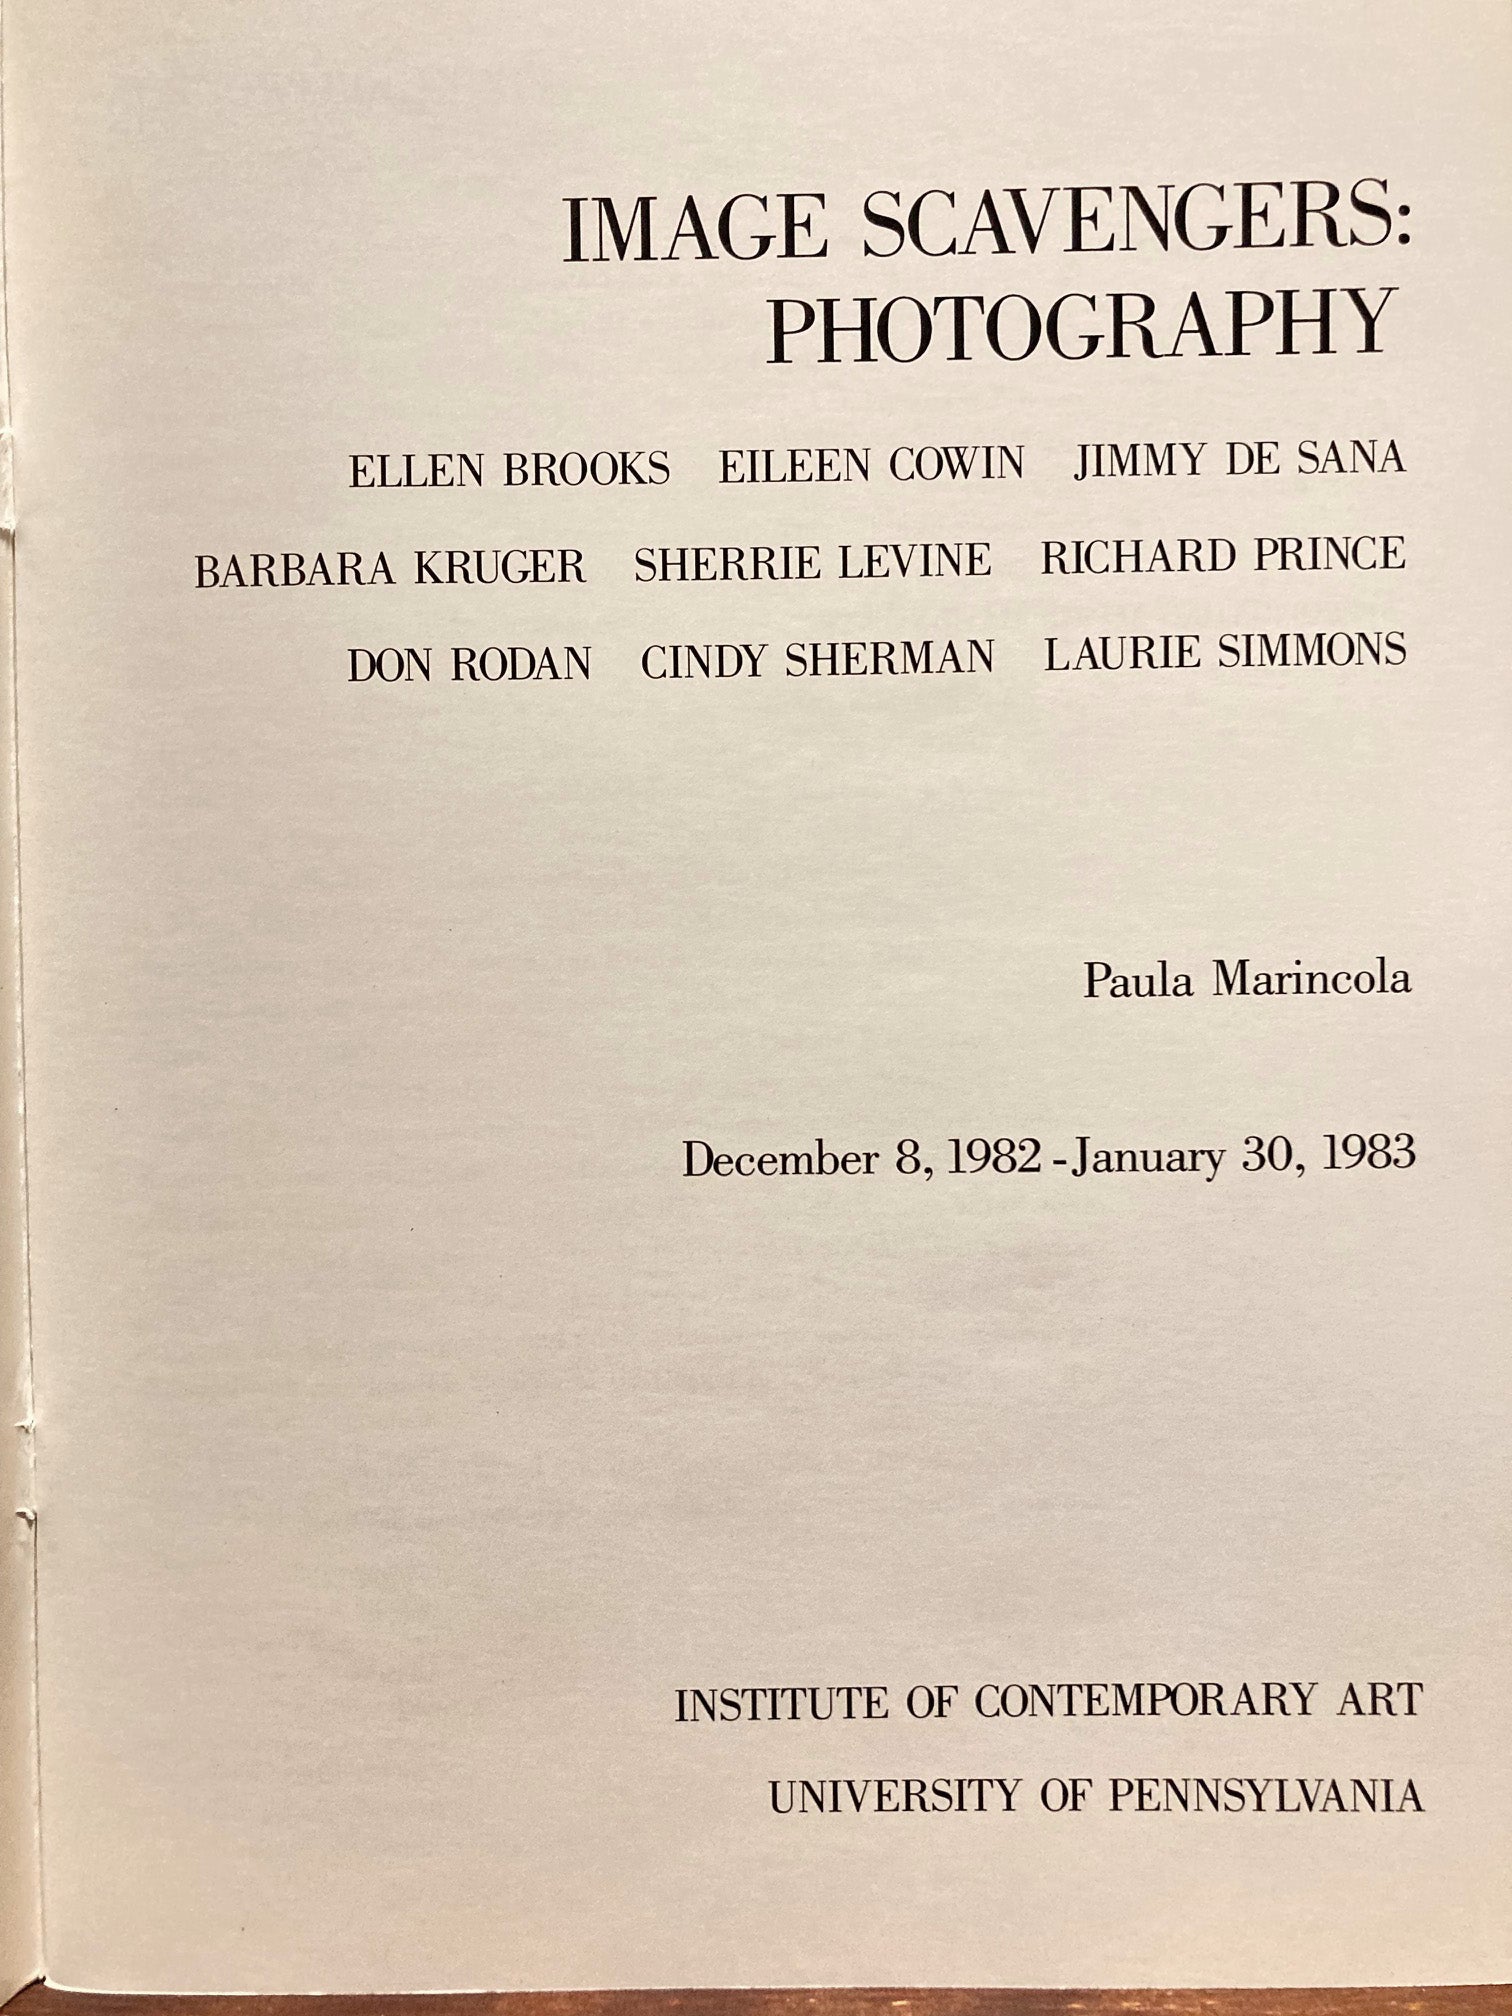 IMAGE SCAVENGERS:
PHOTOGRAPHY
ELLEN BROOKS EILEEN COWIN JIMMY DE SANA
BARBARA KRUGER SHERRIE LEVINE RICHARD PRINCE
DON RODAN CINDY SHERMAN LAURIE SIMMONS
Paula Marincola
December 8, 1982-January 30, 1983
INSTITUTE OF CONTEMPORARY ART
UNIVERSITY OF PENNSYLVANIA